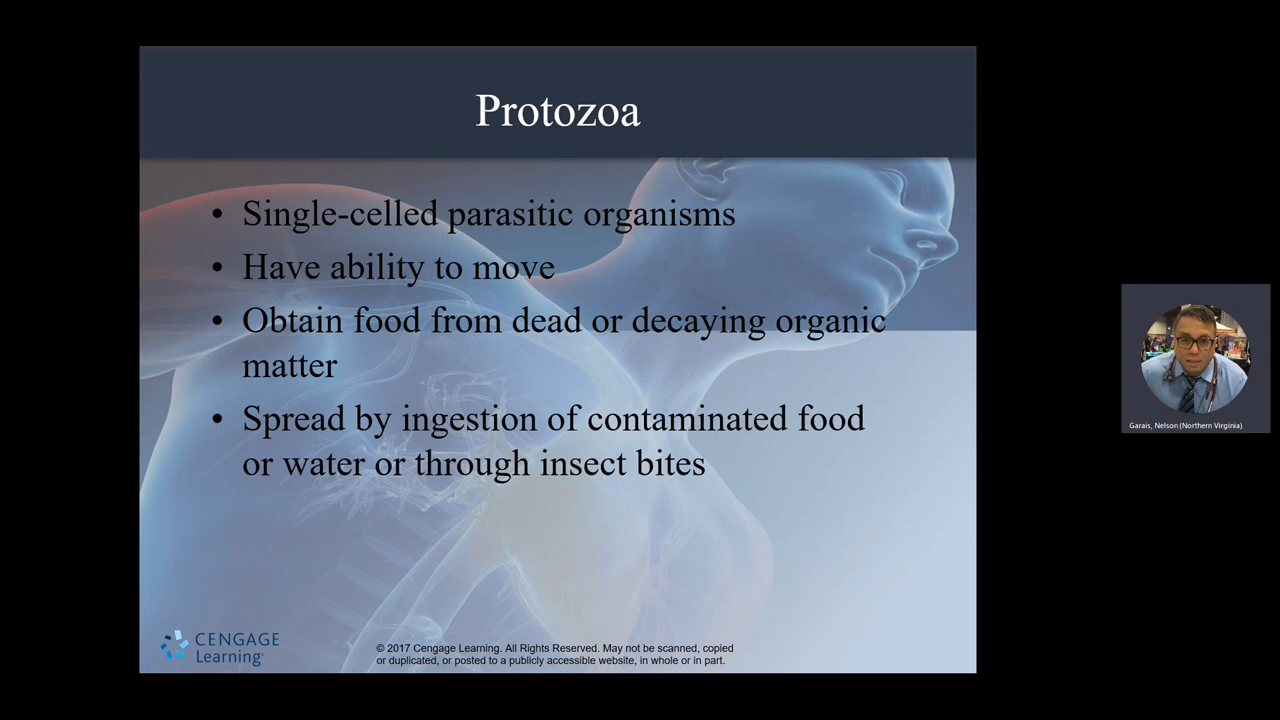 Protozoa
• Single-celled parasitic organisms
• Have ability to move
• Obtain food from dead or decaying organic
matter
• Spread by ingestion of contaminated food
or water or through insect bites
CENGAGE
Learning
© 2017 Cengage Learning. All Rights Reserved. May not be scanned, copied
or duplicated, or posted to a publicly accessible website, in whole or in part.
Garais, Nelson (Northern Virginia)